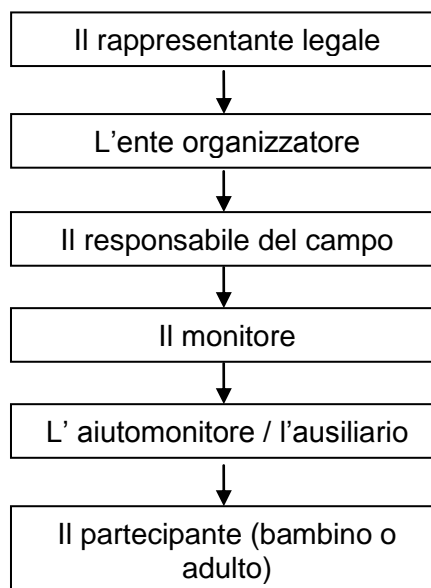 Il rappresentante legale
L’ente organizzatore
Il responsabile del campo
Il monitore
L’ aiutomonitore / l’ausiliario
Il partecipante (bambino o
adulto)